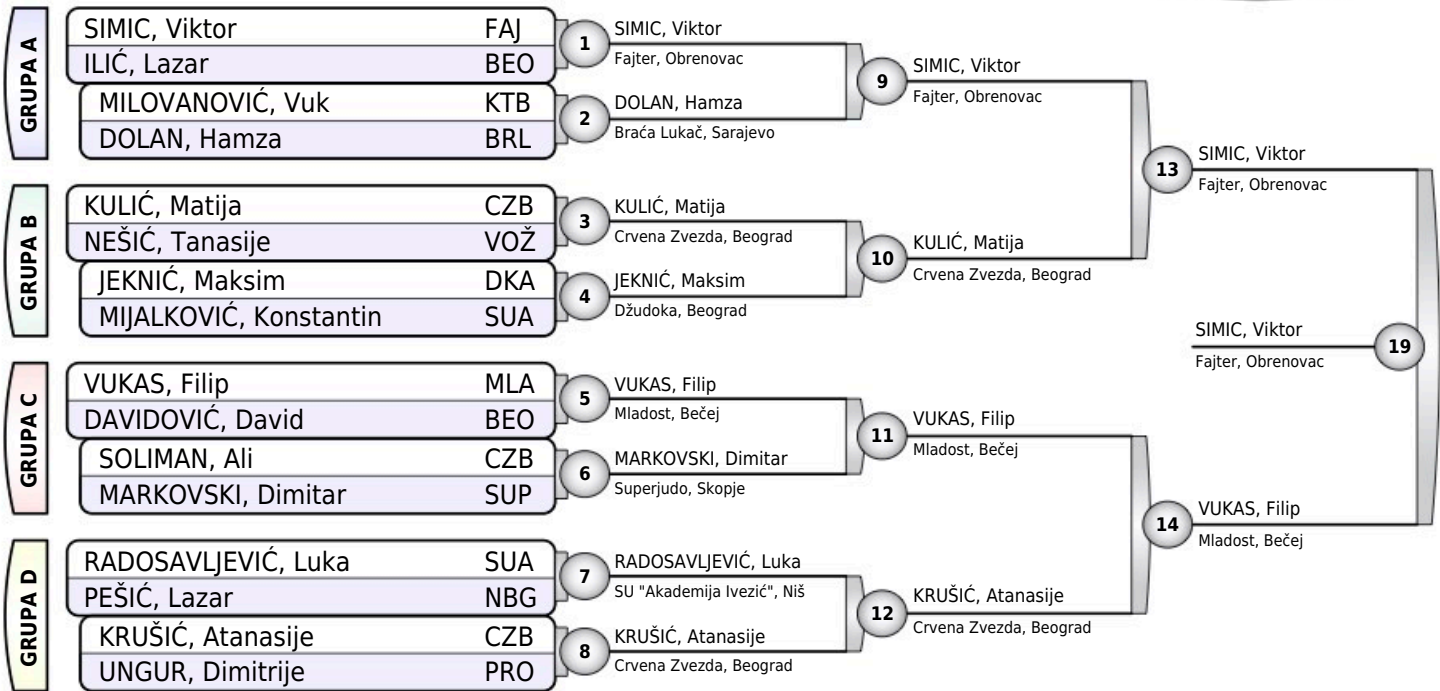 GRUPA A
SIMIC, Viktor FAJ
ILIĆ, Lazar BEO
MILOVANOVIĆ, Vuk KTB
DOLAN, Hamza BRL
GRUPA B
KULIĆ, Matija CZB
NEŠIĆ, Tanasije VOŽ
JEKNIĆ, Maksim DKA
MIJALKOVIĆ, Konstantin SUA
GRUPA C
VUKAS, Filip MLA
DAVIDOVIĆ, David BEO
SOLIMAN, Ali CZB
MARKOVSKI, Dimitar SUP
GRUPA D
RADOSAVLJEVIĆ, Luka SUA
PEŠIĆ, Lazar NBG
KRUŠIĆ, Atanasije CZB
UNGUR, Dimitrije PRO
1
SIMIC, Viktor
Fajter, Obrenovac
2
DOLAN, Hamza
Braća Lukač, Sarajevo
3
KULIĆ, Matija
Crvena Zvezda, Beograd
4
JEKNIĆ, Maksim
Džudoka, Beograd
5
VUKAS, Filip
Mladost, Bečej
6
MARKOVSKI, Dimitar
Superjudo, Skopje
7
RADOSAVLJEVIĆ, Luka
SU "Akademija Ivezić", Niš
8
KRUŠIĆ, Atanasije
Crvena Zvezda, Beograd
9
SIMIC, Viktor
Fajter, Obrenovac
10
KULIĆ, Matija
Crvena Zvezda, Beograd
11
VUKAS, Filip
Mladost, Bečej
12
KRUŠIĆ, Atanasije
Crvena Zvezda, Beograd
13
SIMIC, Viktor
Fajter, Obrenovac
14
VUKAS, Filip
Mladost, Bečej
SIMIC, Viktor
Fajter, Obrenovac
19